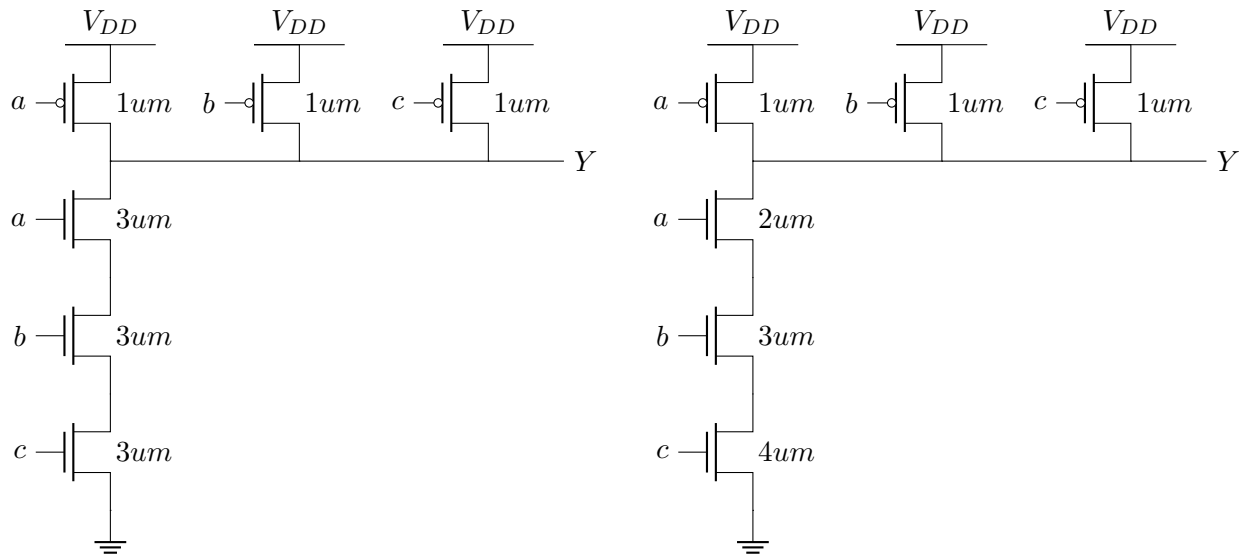 V_DD V_DD V_DD V_DD V_DD V_DD
a 1um b 1um c 1um a 1um b 1um c 1um
Y Y
a 3um a 2um
b 3um b 3um
c 3um c 4um